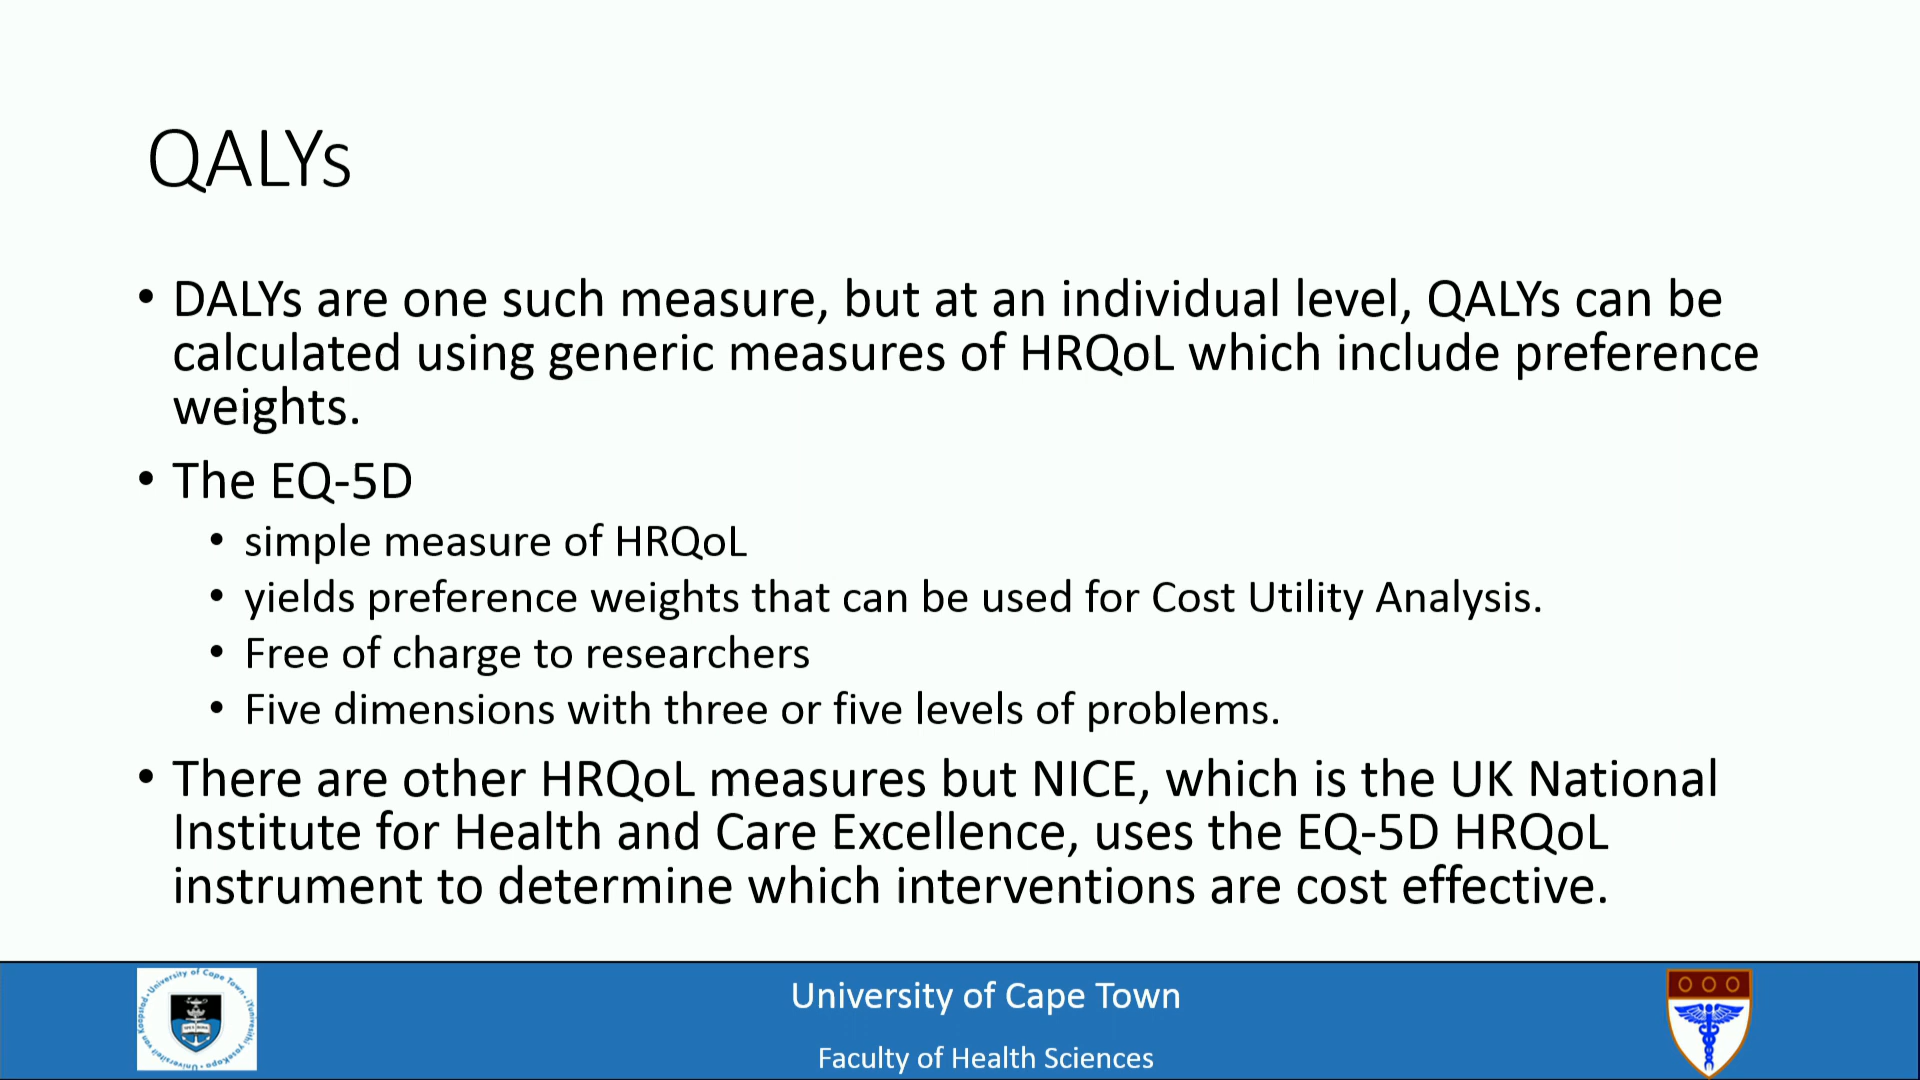 QALYs
• DALYs are one such measure, but at an individual level, QALYs can be
calculated using generic measures of HRQoL which include preference
weights.
• The EQ-5D
• simple measure of HRQoL
• yields preference weights that can be used for Cost Utility Analysis.
• Free of charge to researchers
• Five dimensions with three or five levels of problems.
• There are other HRQoL measures but NICE, which is the UK National
Institute for Health and Care Excellence, uses the EQ-5D HRQoL
instrument to determine which interventions are cost effective.
University of Cape Town
Faculty of Health Sciences
University of Cape Town